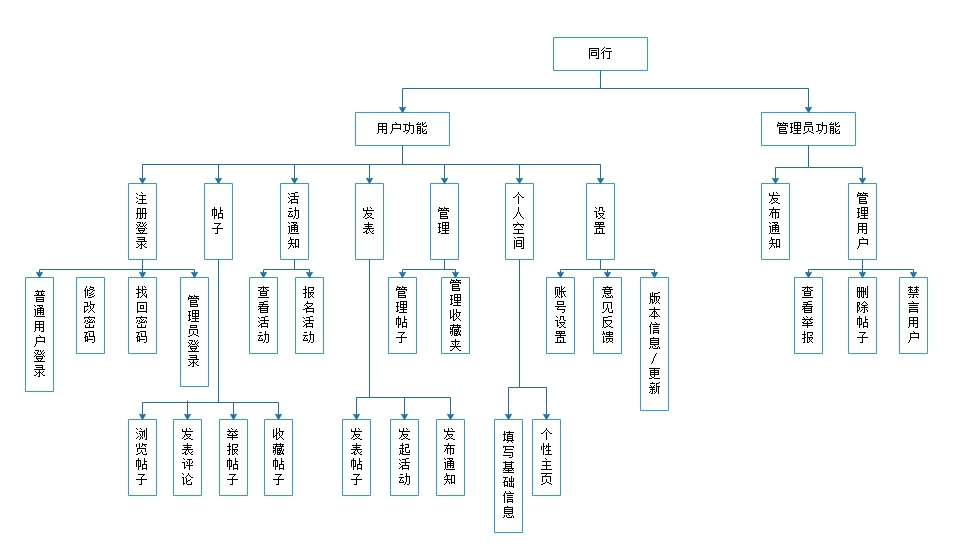 同行
用户功能
管理员功能
注册登录
帖子
活动通知
发表
管理
个人空间
设置
发布通知
管理用户
普通用户登录
修改密码
找回密码
管理员登录
查看活动
报名活动
管理帖子
管理收藏夹
账号设置
意见反馈
版本信息/更新
查看举报
删除帖子
禁言用户
浏览帖子
发表评论
举报帖子
收藏帖子
发表帖子
发起活动
发布通知
填写基础信息
个性主页